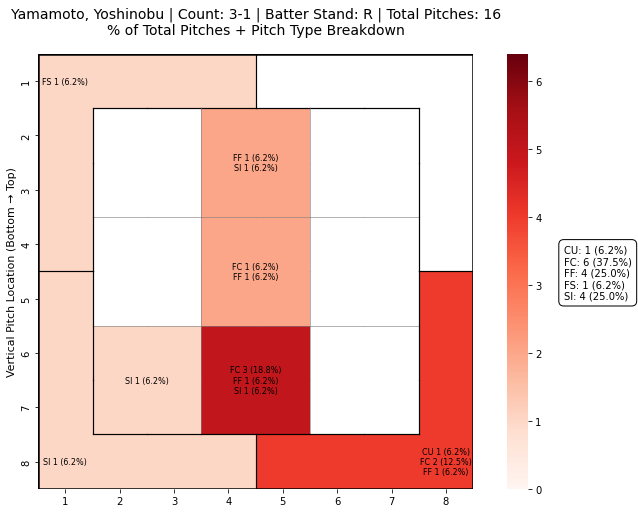 Yamamoto, Yoshinobu | Count: 3-1 | Batter Stand: R | Total Pitches: 16
% of Total Pitches + Pitch Type Breakdown
Vertical Pitch Location (Bottom → Top)
1
2
3
4
5
6
7
8
FS 1 (6.2%)
FF 1 (6.2%)
SI 1 (6.2%)
FC 1 (6.2%)
FF 1 (6.2%)
SI 1 (6.2%)
FC 3 (18.8%)
FF 1 (6.2%)
SI 1 (6.2%)
SI 1 (6.2%)
CU 1 (6.2%)
FC 2 (12.5%)
FF 1 (6.2%)
1 2 3 4 5 6 7 8
6
5
4
3
2
1
0
CU: 1 (6.2%)
FC: 6 (37.5%)
FF: 4 (25.0%)
FS: 1 (6.2%)
SI: 4 (25.0%)